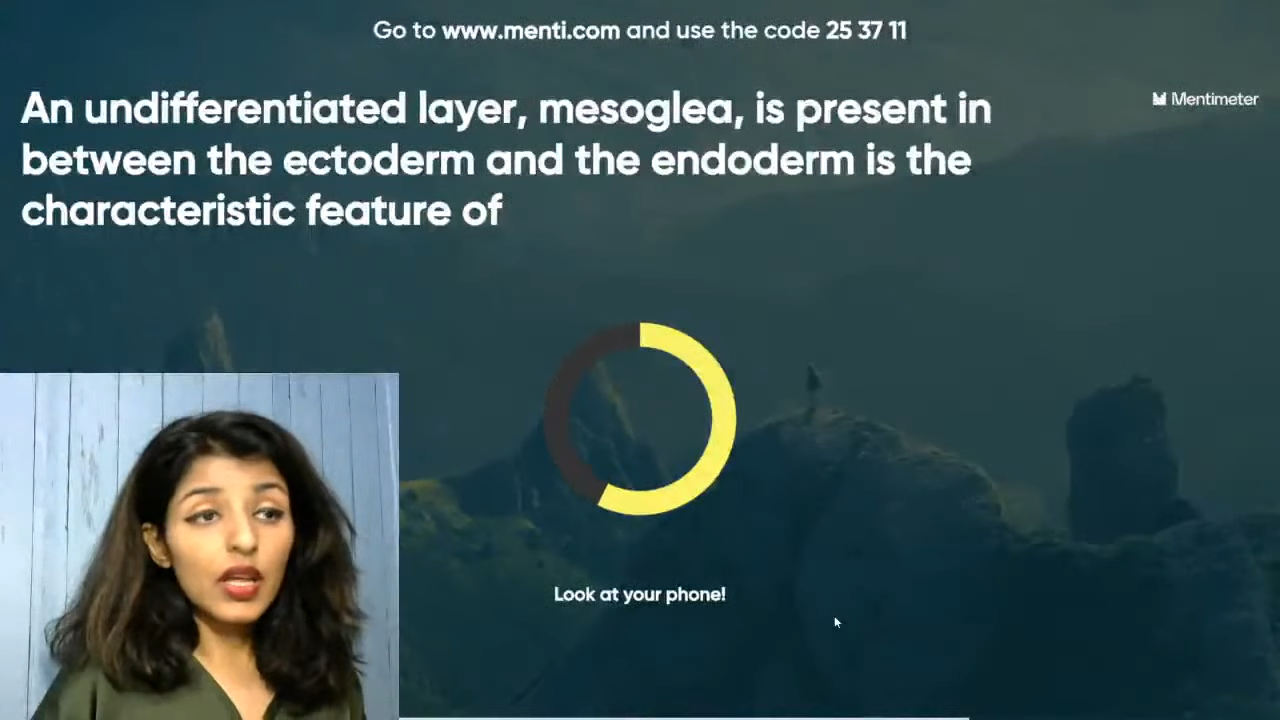 Go to www.menti.com and use the code 25 37 11
An undifferentiated layer, mesoglea, is present in
between the ectoderm and the endoderm is the
characteristic feature of
Mentimeter
Look at your phone!